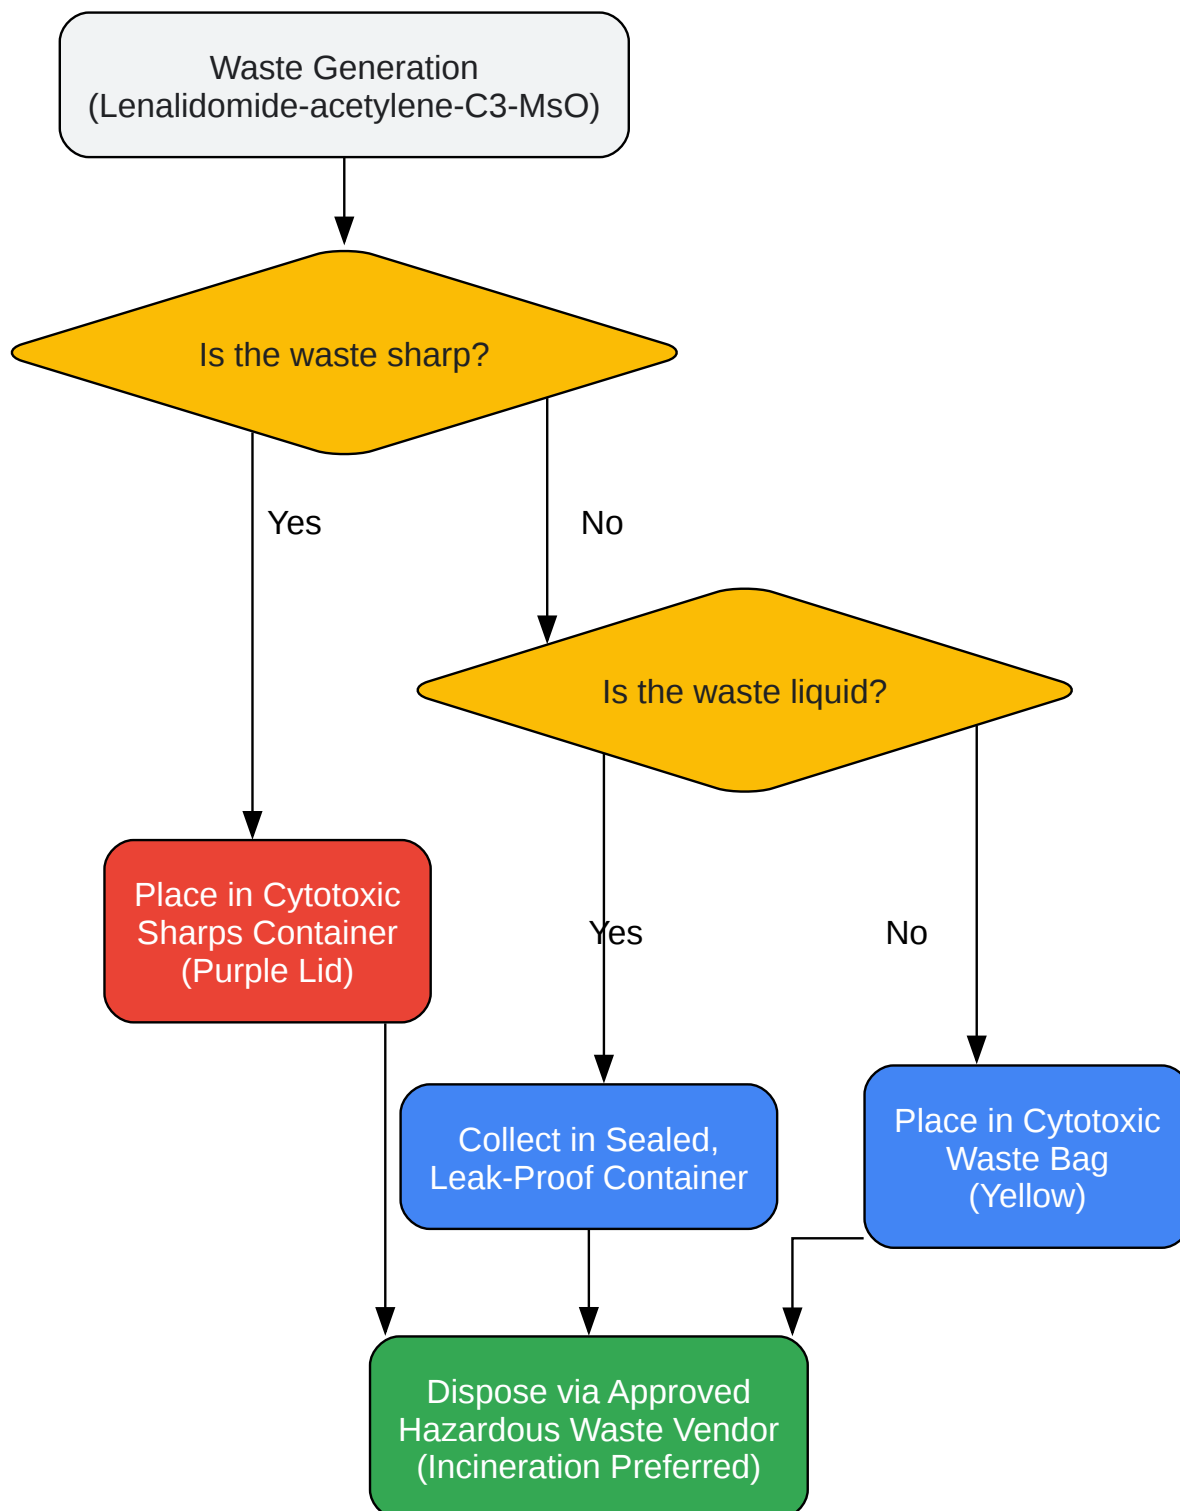 Waste Generation
(Lenalidomide-acetylene-C3-MsO)
Is the waste sharp?
Yes
No
Is the waste liquid?
Place in Cytotoxic
Sharps Container
(Purple Lid)
Yes
No
Collect in Sealed,
Leak-Proof Container
Place in Cytotoxic
Waste Bag
(Yellow)
Dispose via Approved
Hazardous Waste Vendor
(Incineration Preferred)